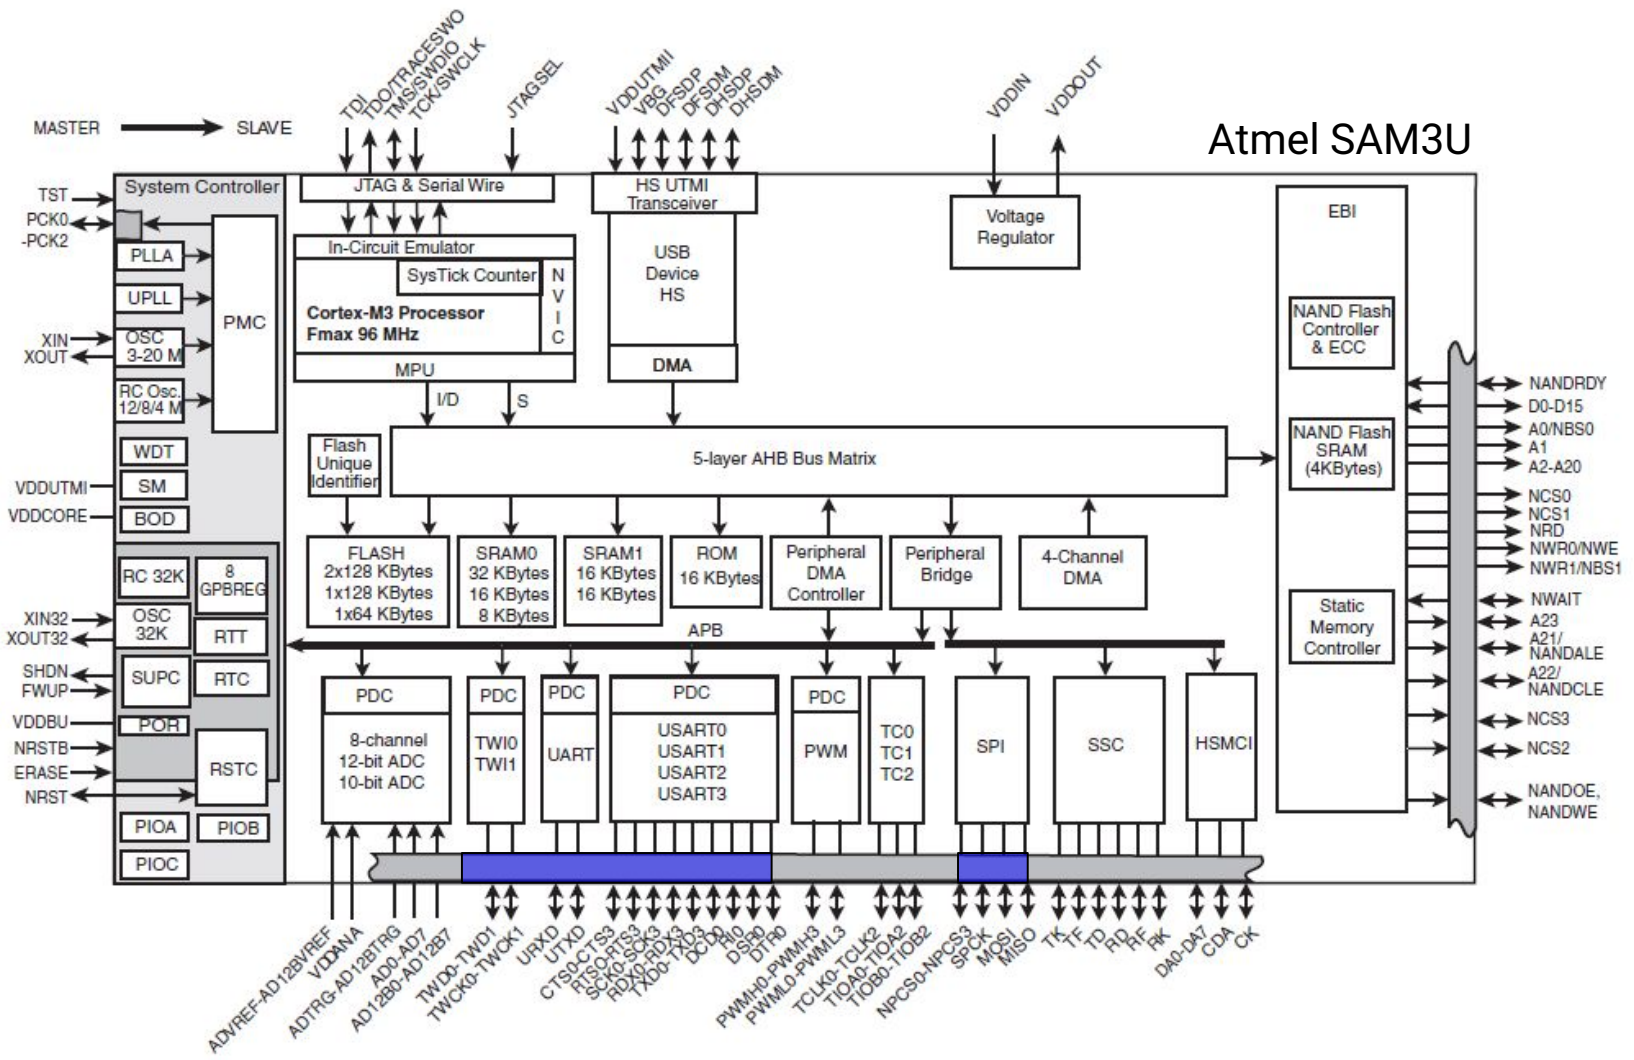 Atmel SAM3U
MASTER
SLAVE
TDI
TDO/TRACESWO
TMS/SWDIO
TCK/SWCLK
JTAGSEL
VDDUTMII
VBG
DFSDP
DFSDM
DHSDP
DHSDM
VDDIN
VDDOUT
TST
PCK0
-PCK2
XIN
XOUT
VDDUTMI
VDDCORE
XIN32
XOUT32
SHDN
FWUP
VDDBU
NRSTB
ERASE
NRST
System Controller
PLLA
UPLL
OSC
3-20 M
RC Osc.
12/8/4 M
PMC
WDT
SM
BOD
RC 32K
8
GPBREG
OSC
32K
RTT
SUPC
RTC
POR
RSTC
PIOA
PIOB
PIOC
JTAG & Serial Wire
In-Circuit Emulator
SysTick Counter
N
V
I
C
Cortex-M3 Processor
Fmax 96 MHz
MPU
I/D
S
HS UTMI
Transceiver
USB
Device
HS
DMA
Voltage
Regulator
Flash
Unique
Identifier
5-layer AHB Bus Matrix
FLASH
2x128 KBytes
1x128 KBytes
1x64 KBytes
SRAM0
32 KBytes
16 KBytes
8 KBytes
SRAM1
16 KBytes
16 KBytes
ROM
16 KBytes
Peripheral
DMA
Controller
Peripheral
Bridge
4-Channel
DMA
APB
PDC
8-channel
12-bit ADC
10-bit ADC
PDC
TWI0
TWI1
PDC
UART
PDC
USART0
USART1
USART2
USART3
PDC
PWM
TC0
TC1
TC2
SPI
SSC
HSMCI
EBI
NAND Flash
Controller
& ECC
NAND Flash
SRAM
(4KBytes)
Static
Memory
Controller
NANDRDY
D0-D15
A0/NBS0
A1
A2-A20
NCS0
NCS1
NRD
NWR0/NWE
NWR1/NBS1
NWAIT
A23
A21/
NANDALE
A22/
NANDCLE
NCS3
NCS2
NANDOE,
NANDWE
ADVREF-AD12BVREF
VDDANA
ADTRG-AD12BTRG
AD0-AD7
AD12B0-AD12B7
TWD0-TWD1
TWCK0-TWCK1
URXD
UTXD
CTS0-CTS3
RTS0-RTS3
SCK0-SCK3
RDX0-RDX3
TXD0-TXD3
DCD0
RI0
DSR0
DTR0
PWMH0-PWMH3
PWML0-PWML3
TCLK0-TCLK2
TIOA0-TIOA2
TIOB0-TIOB2
NPCS0-NPCS3
SPCK
MOSI
MISO
TK
TF
TD
RD
RF
RK
DA0-DA7
CDA
CK